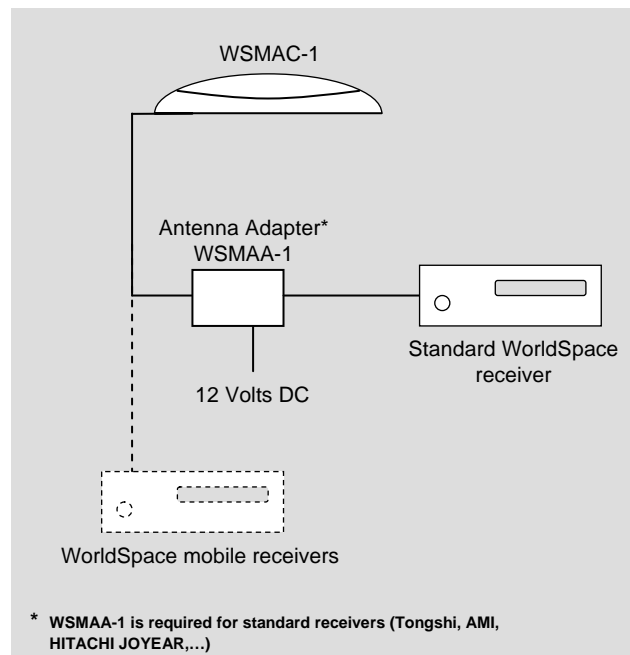 WSMAC-1
Antenna Adapter*
WSMAA-1
Standard WorldSpace
receiver
12 Volts DC
WorldSpace mobile receivers
* WSMAA-1 is required for standard receivers (Tongshi, AMI,
HITACHI JOYEAR,...)